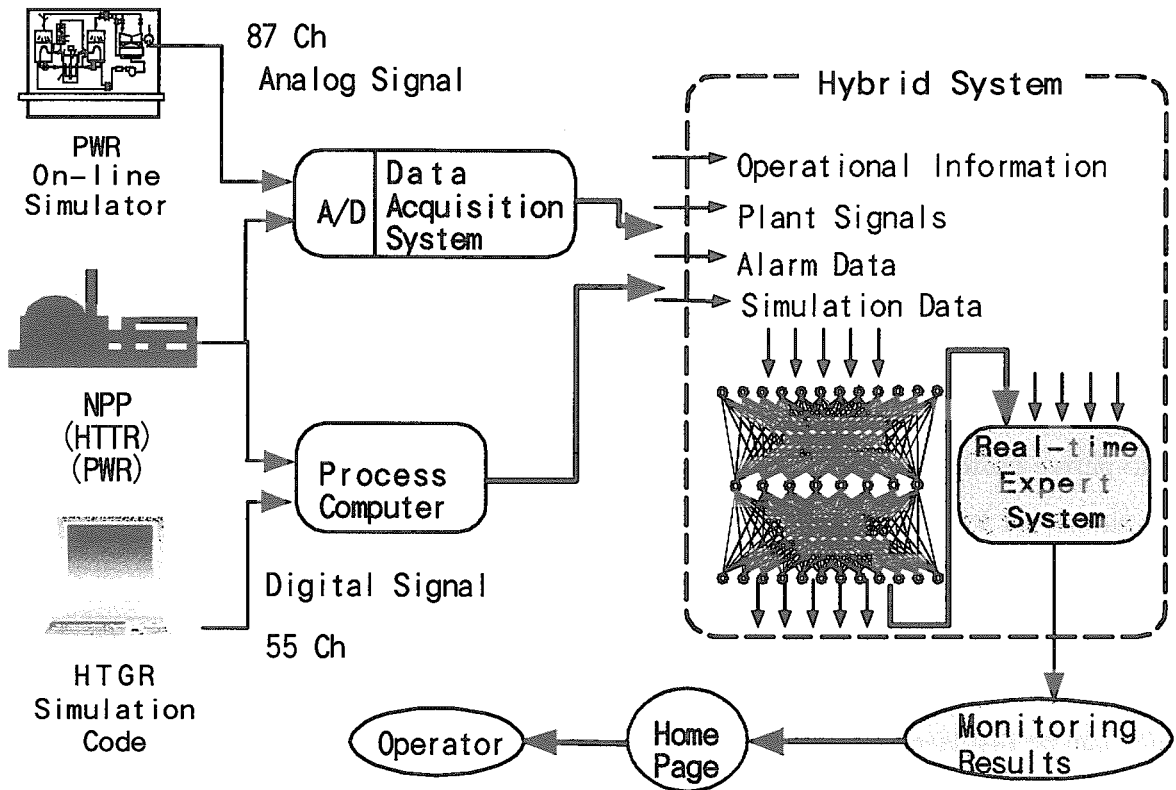 87 Ch
Analog Signal
PWR
On-line
Simulator
A/D
Data
Acquisition
System
Hybrid System
Operational Information
Plant Signals
Alarm Data
Simulation Data
NPP
(HTTR)
(PWR)
Process
Computer
Real-time
Expert
System
Digital Signal
55 Ch
HTGR
Simulation
Code
Operator
Home
Page
Monitoring
Results